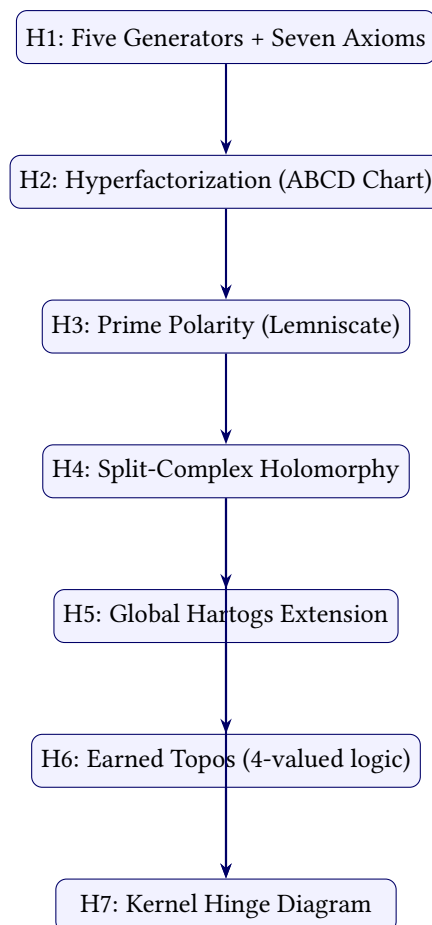 H1: Five Generators + Seven Axioms
H2: Hyperfactorization (ABCD Chart)
H3: Prime Polarity (Lemniscate)
H4: Split-Complex Holomorphy
H5: Global Hartogs Extension
H6: Earned Topos (4-valued logic)
H7: Kernel Hinge Diagram